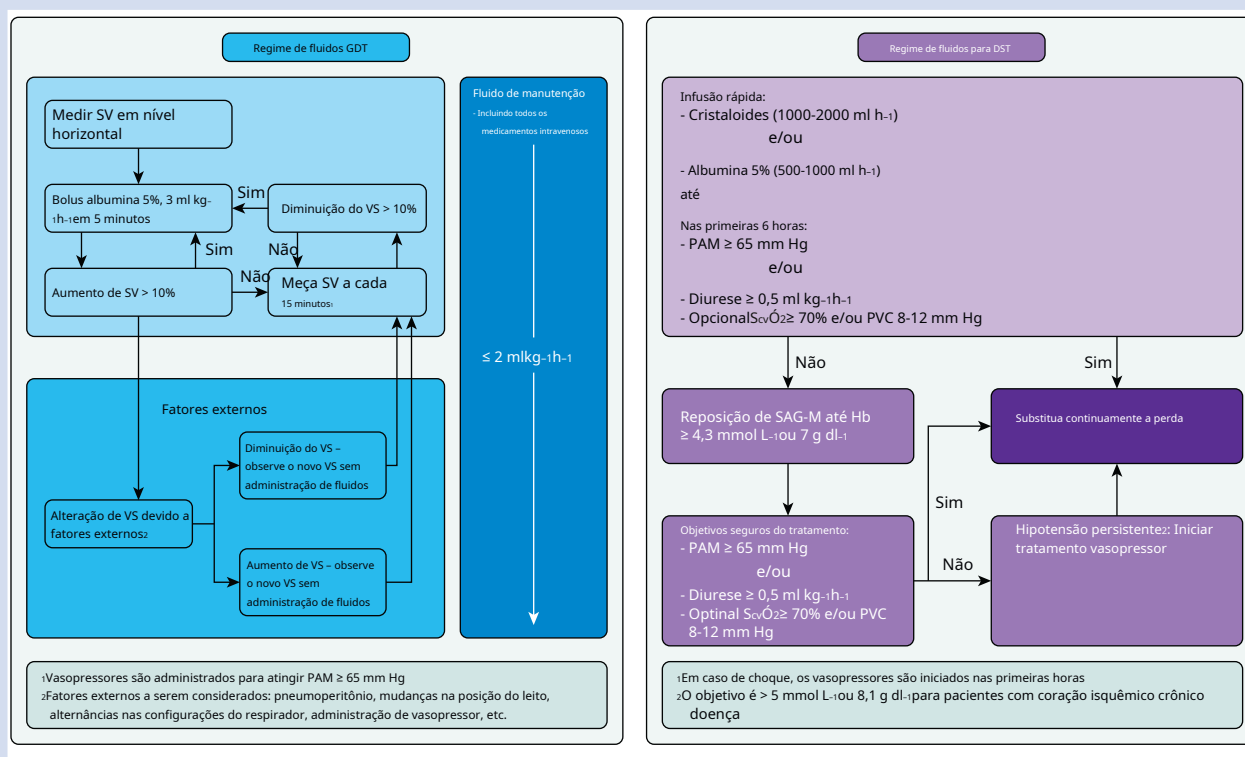 Regime de fluidos GDT
Medir SV em nível
horizontal
Bolus albumina 5%, 3 ml kg–
1h–1em 5 minutos
Sim
Diminuição do VS > 10%
Sim
Não
Aumento de SV > 10%
Não
Meça SV a cada
15 minutos1
Fatores externos
Diminuição do VS –
observe o novo VS sem
administração de fluidos
Alteração de VS devido a
fatores externos2
Aumento de VS – observe
o novo VS sem
administração de fluidos
Fluido de manutenção
- Incluindo todos os
medicamentos intravenosos
≤ 2 mlkg–1h–1
1Vasopressores são administrados para atingir PAM ≥ 65 mm Hg
2Fatores externos a serem considerados: pneumoperitônio, mudanças na posição do leito,
alternâncias nas configurações do respirador, administração de vasopressor, etc.
Regime de fluidos para DST
Infusão rápida:
- Cristaloides (1000-2000 ml h–1)
e/ou
- Albumina 5% (500-1000 ml h–1)
até
Nas primeiras 6 horas:
- PAM ≥ 65 mm Hg
e/ou
- Diurese ≥ 0,5 ml kg–1h–1
- OpcionalScvÓ2≥ 70% e/ou PVC 8-12 mm Hg
Não
Sim
Reposição de SAG-M até Hb
≥ 4,3 mmol L–1ou 7 g dl–1
Substitua continuamente a perda
Sim
Objetivos seguros do tratamento:
- PAM ≥ 65 mm Hg
e/ou
- Diurese ≥ 0,5 ml kg–1h–1
- Optinal ScvÓ2≥ 70% e/ou PVC
8-12 mm Hg
Não
Hipotensão persistente2: Iniciar
tratamento vasopressor
1Em caso de choque, os vasopressores são iniciados nas primeiras horas
2O objetivo é > 5 mmol L–1ou 8,1 g dl–1para pacientes com coração isquêmico crônico
doença